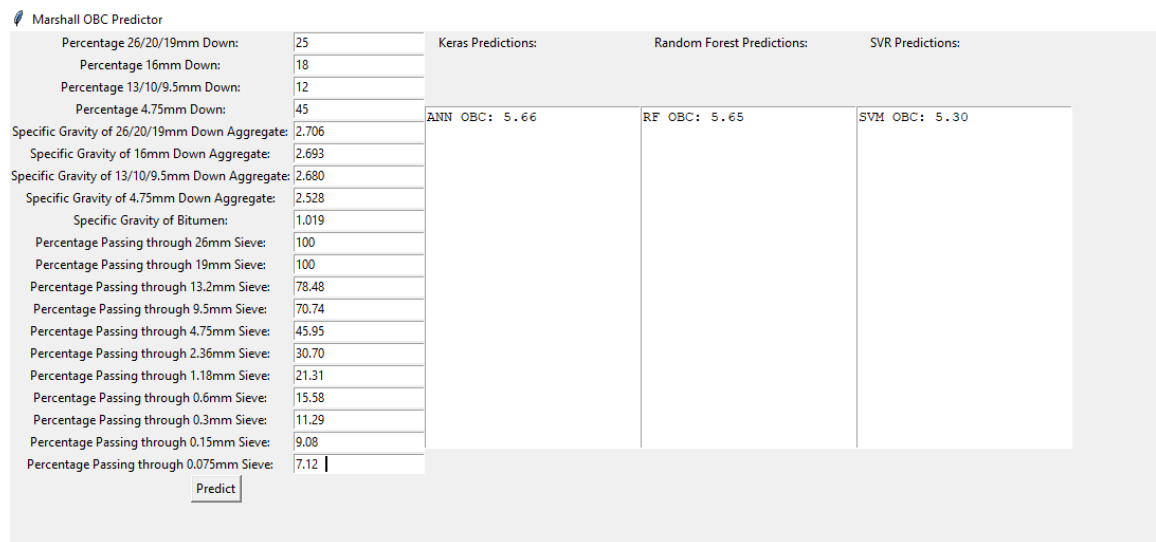 Marshall OBC Predictor
Percentage 26/20/19mm Down: 25 Keras Predictions: Random Forest Predictions: SVR Predictions:
Percentage 16mm Down: 18
Percentage 13/10/9.5mm Down: 12
Percentage 4.75mm Down: 45
ANN OBC: 5.66 RF OBC: 5.65 SVM OBC: 5.30
Specific Gravity of 26/20/19mm Down Aggregate: 2.706
Specific Gravity of 16mm Down Aggregate: 2.693
Specific Gravity of 13/10/9.5mm Down Aggregate: 2.680
Specific Gravity of 4.75mm Down Aggregate: 2.528
Specific Gravity of Bitumen: 1.019
Percentage Passing through 26mm Sieve: 100
Percentage Passing through 19mm Sieve: 100
Percentage Passing through 13.2mm Sieve: 78.48
Percentage Passing through 9.5mm Sieve: 70.74
Percentage Passing through 4.75mm Sieve: 45.95
Percentage Passing through 2.36mm Sieve: 30.70
Percentage Passing through 1.18mm Sieve: 21.31
Percentage Passing through 0.6mm Sieve: 15.58
Percentage Passing through 0.3mm Sieve: 11.29
Percentage Passing through 0.15mm Sieve: 9.08
Percentage Passing through 0.075mm Sieve: 7.12
Predict